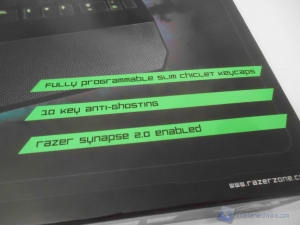 FULLY PROGRAMMABLE SLIM CHICLET KEYCAPS
10 KEY ANTI-GHOSTING
RAZER SYNAPSE 2.0 ENABLED
www.razerzone.c